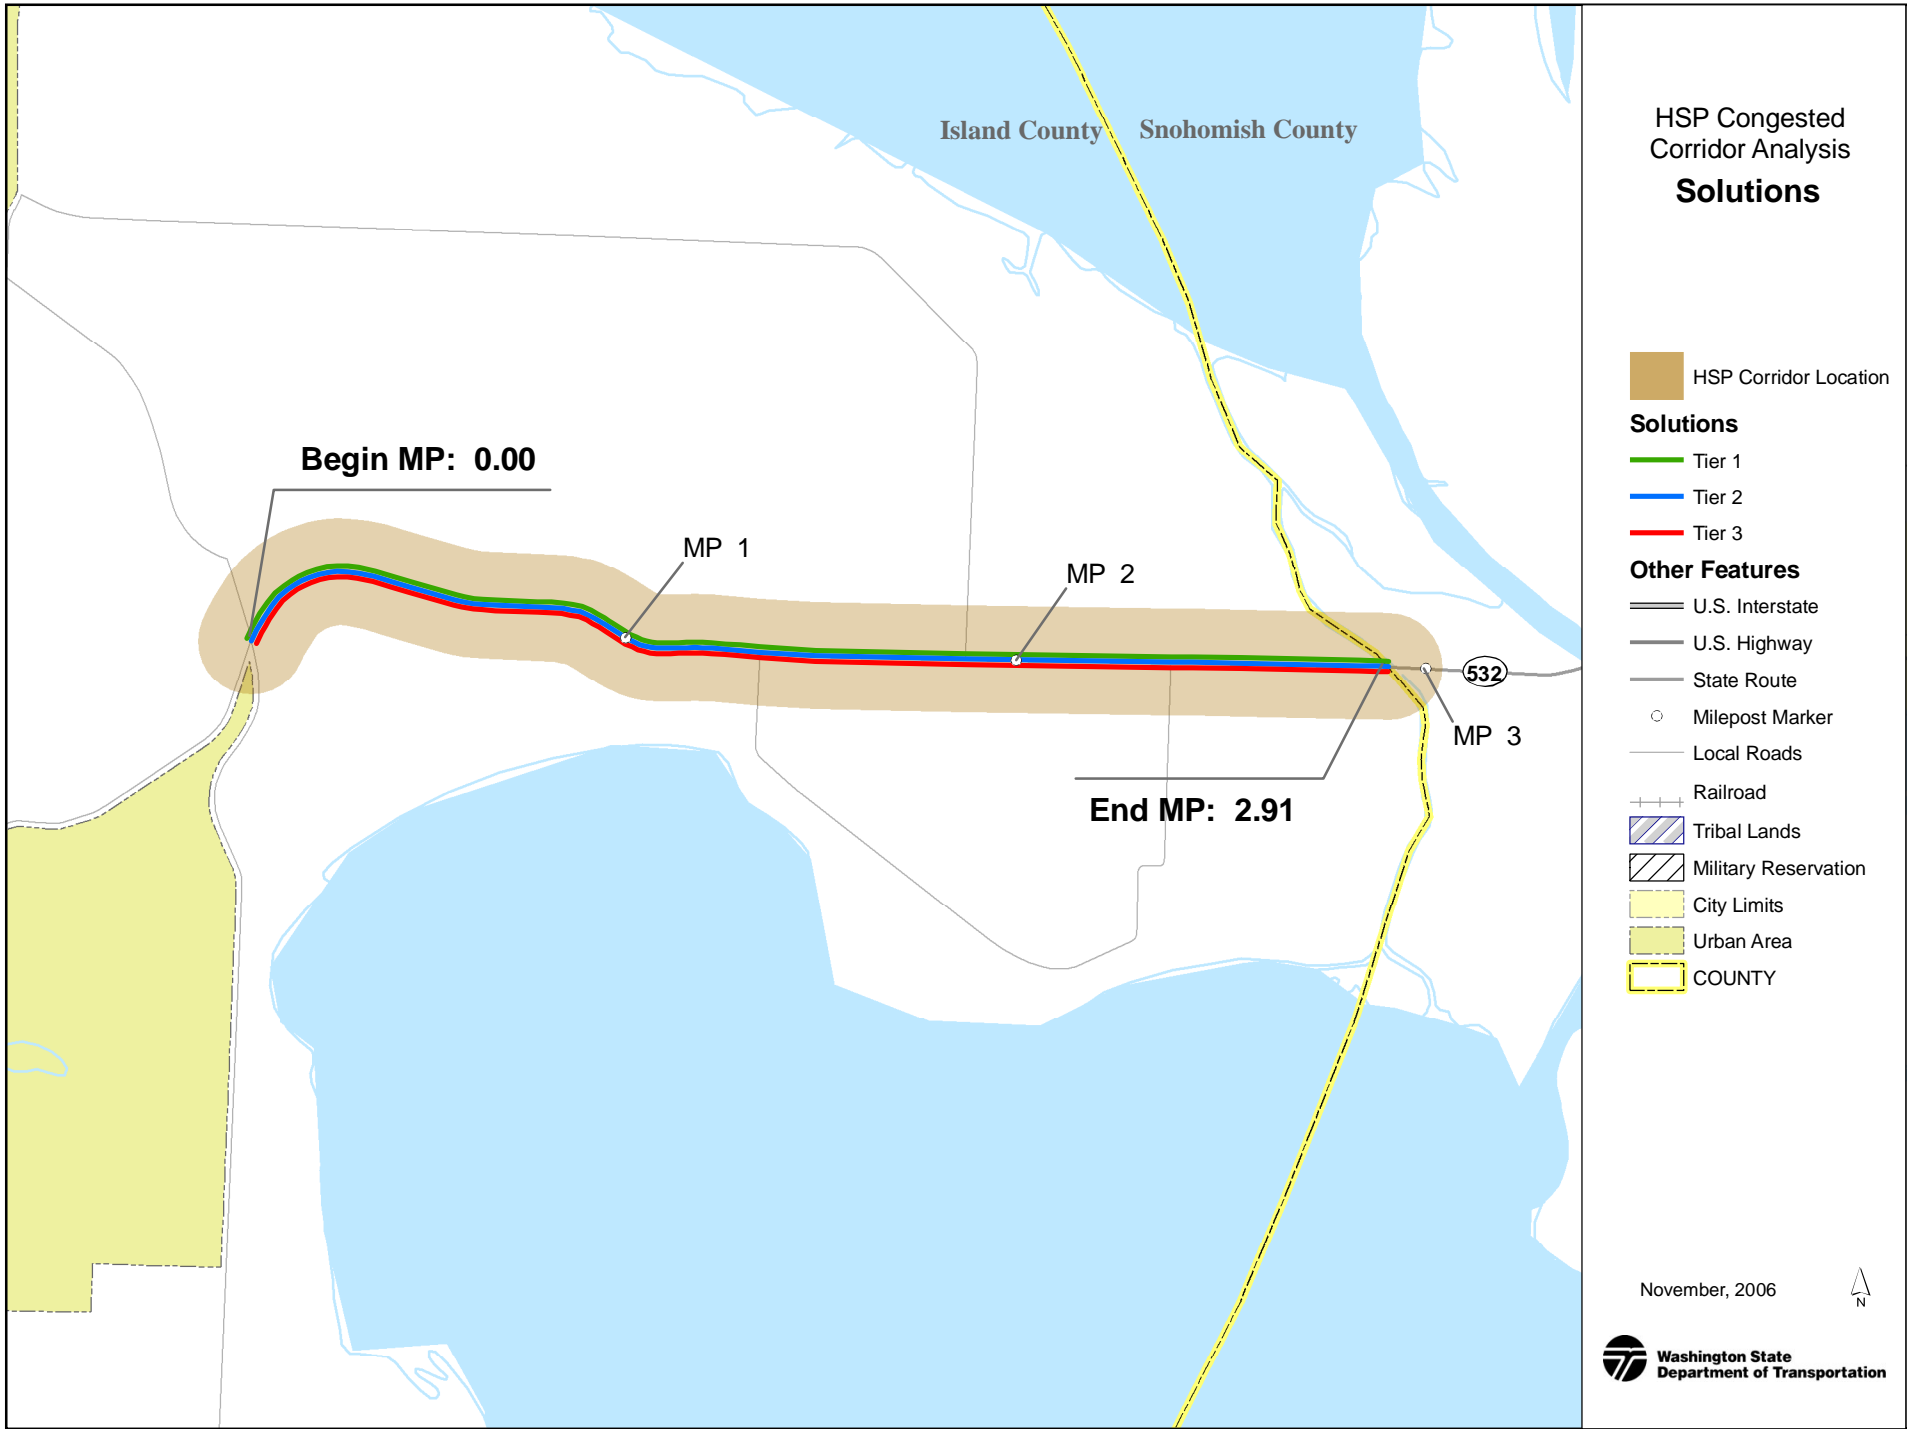 Island County
Snohomish County
Begin MP: 0.00
MP 1
MP 2
532
MP 3
End MP: 2.91
HSP Congested
Corridor Analysis
Solutions
HSP Corridor Location
Solutions
Tier 1
Tier 2
Tier 3
Other Features
U.S. Interstate
U.S. Highway
State Route
Milepost Marker
Local Roads
Railroad
Tribal Lands
Military Reservation
City Limits
Urban Area
COUNTY
November, 2006
N
Washington State
Department of Transportation